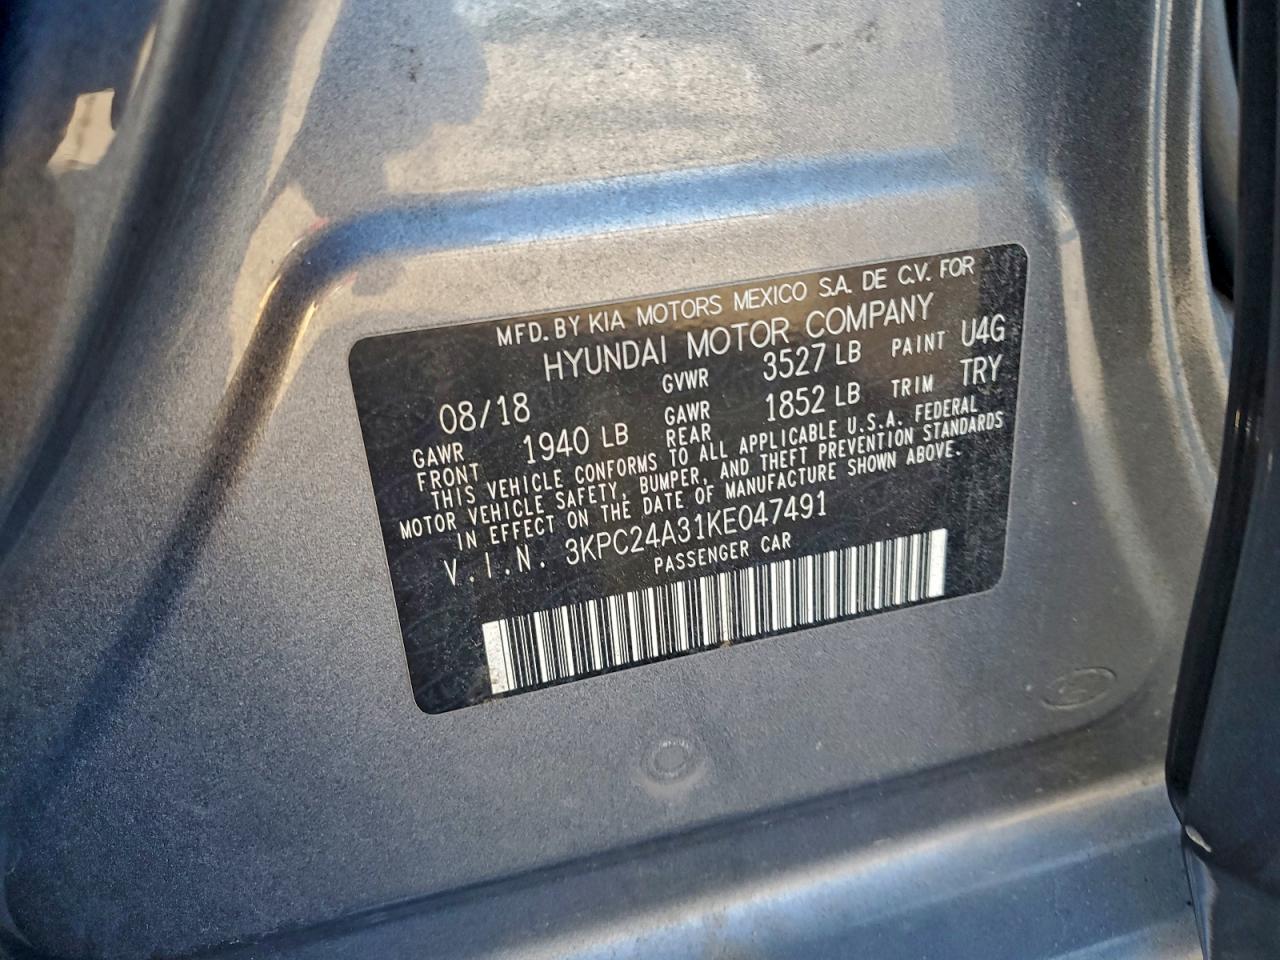 MFD. BY KIA MOTORS MEXICO S.A. DE C.V. FOR
HYUNDAI MOTOR COMPANY
08/18 GVWR 3527 LB PAINT U4G
GAWR FRONT 1940 LB GAWR REAR 1852 LB TRIM TRY
THIS VEHICLE CONFORMS TO ALL APPLICABLE U.S.A. FEDERAL
MOTOR VEHICLE SAFETY, BUMPER, AND THEFT PREVENTION STANDARDS
IN EFFECT ON THE DATE OF MANUFACTURE SHOWN ABOVE.
V.I.N. 3KPC24A31KE047491
PASSENGER CAR